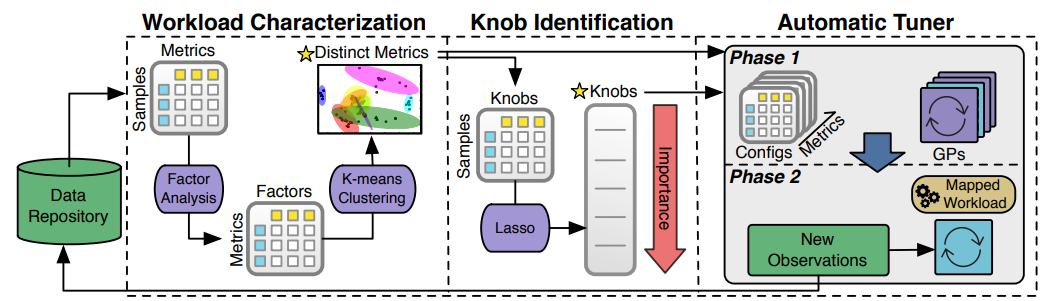 Workload Characterization
Knob Identification
Automatic Tuner
Metrics
Samples
Distinct Metrics
Factor
Analysis
K-means
Clustering
Factors
Metrics
Data
Repository
Knobs
Samples
Lasso
Knobs
Importance
Phase 1
Configs
Metrics
GPs
Phase 2
Mapped
Workload
New
Observations